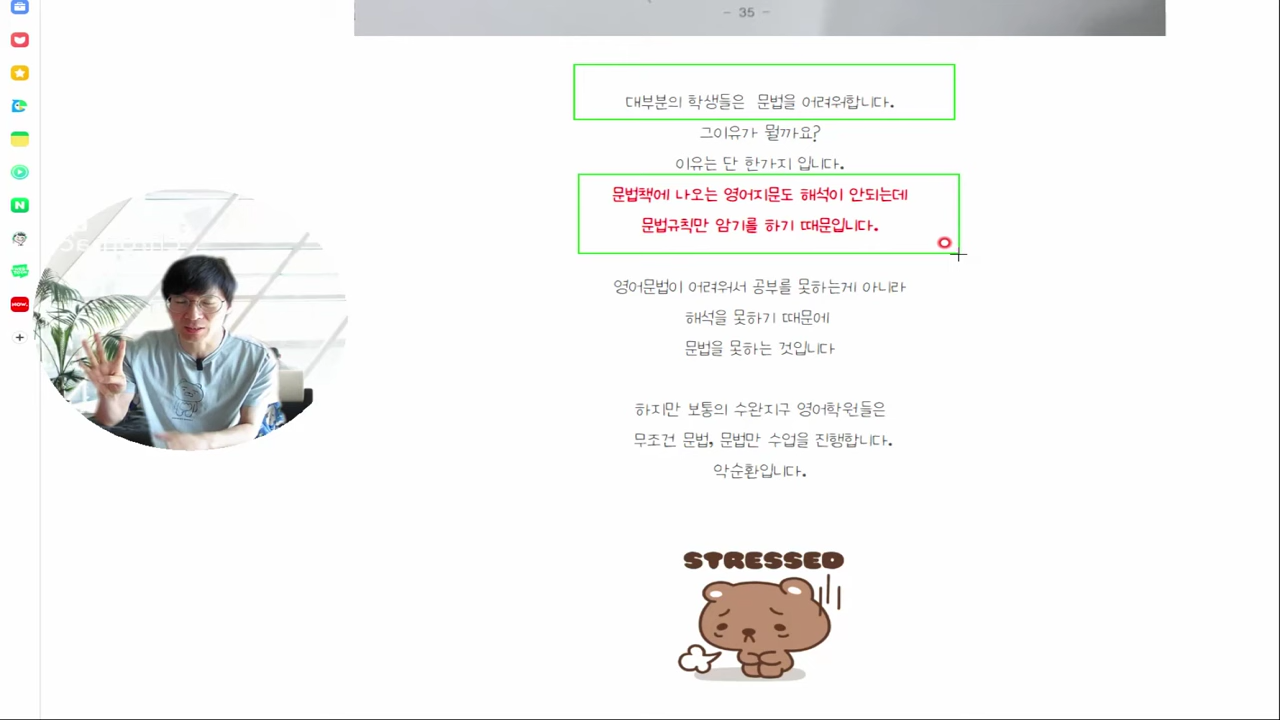 - 35 -
대부분의 학생들은 문법을 어려워합니다.
그이유가 뭘까요?
이유는 단 한가지 입니다.
문법책에 나오는 영어지문도 해석이 안되는데
문법규칙만 암기를 하기 때문입니다.
영어문법이 어려워서 공부를 못하는게 아니라
해석을 못하기 때문에
문법을 못하는 것입니다
하지만 보통의 수완지구 영어학원들은
무조건 문법, 문법만 수업을 진행합니다.
악순환입니다.
STRESSED
N
NOW.